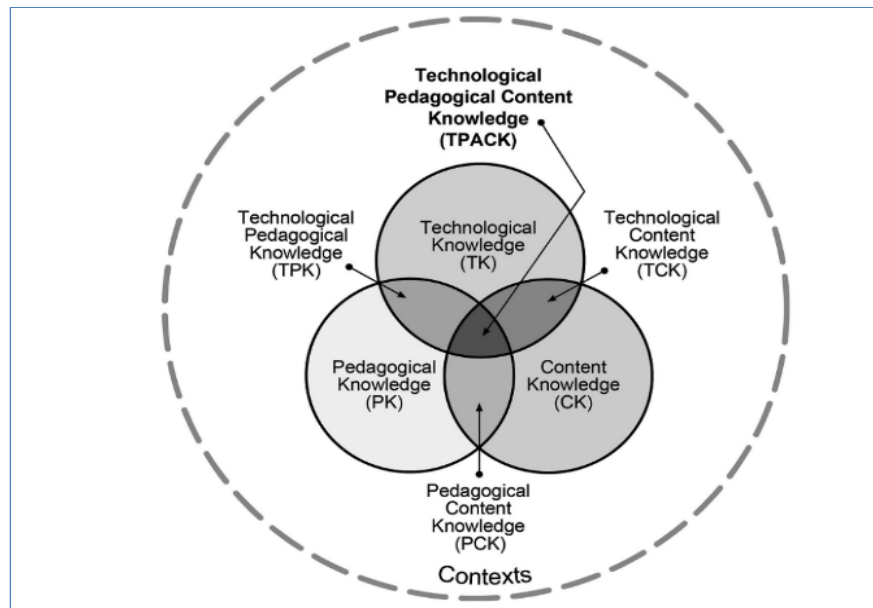 Technological
Pedagogical Content
Knowledge
(TPACK)
Technological
Pedagogical
Knowledge
(TPK)
Technological
Knowledge
(TK)
Technological
Content
Knowledge
(TCK)
Pedagogical
Knowledge
(PK)
Content
Knowledge
(CK)
Pedagogical
Content
Knowledge
(PCK)
Contexts